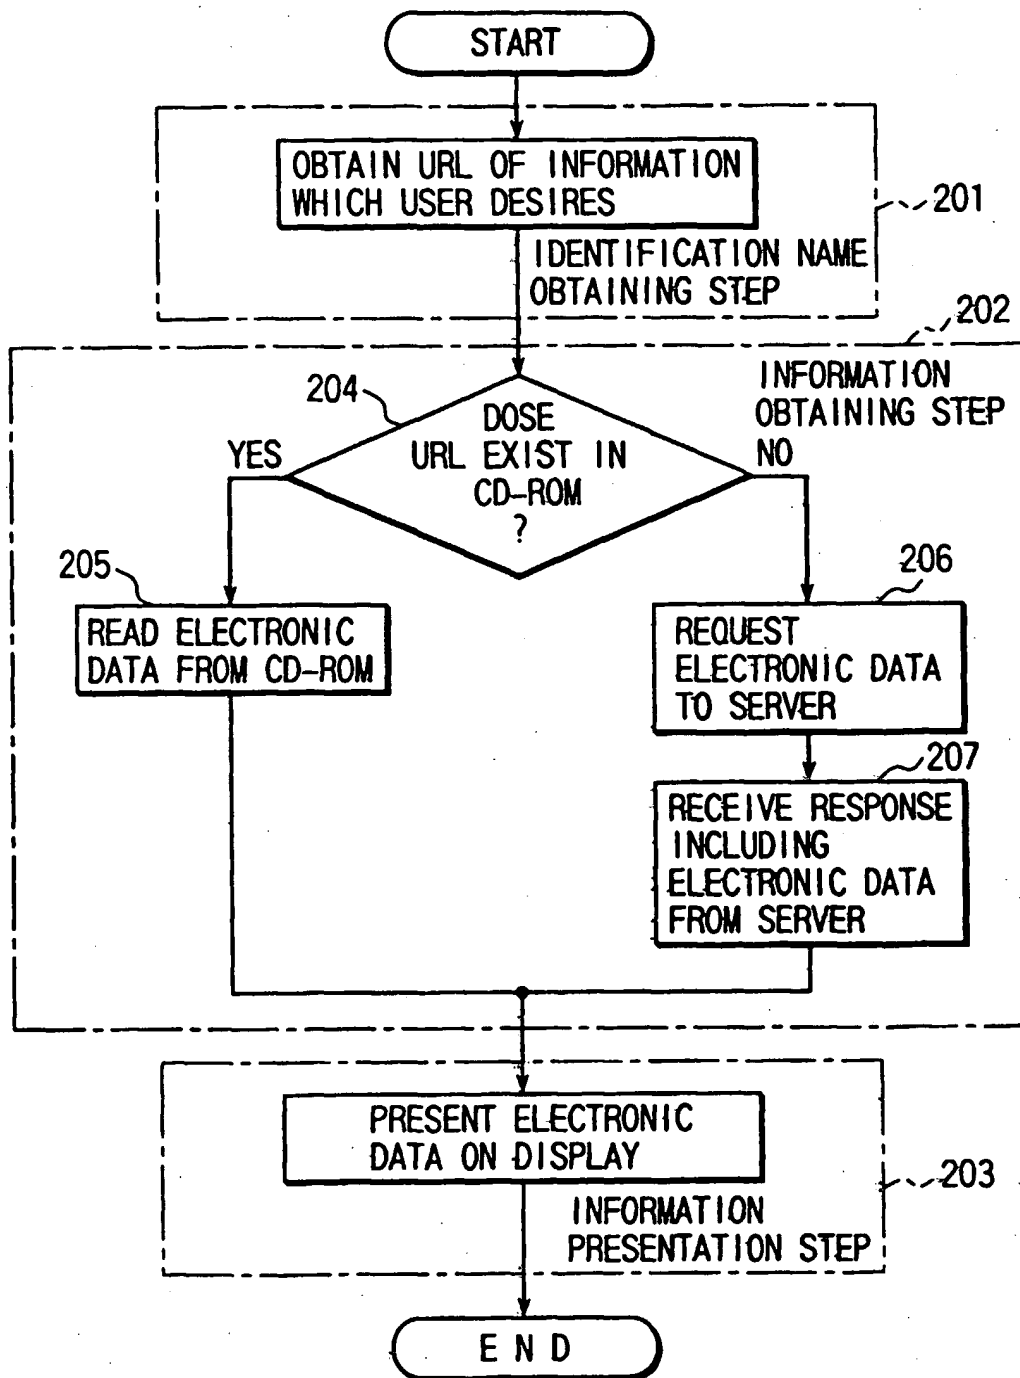 START
OBTAIN URL OF INFORMATION
WHICH USER DESIRES
201
IDENTIFICATION NAME
OBTAINING STEP
202
INFORMATION
OBTAINING STEP
204
DOSE
URL EXIST IN
CD-ROM
?
YES
NO
205
READ ELECTRONIC
DATA FROM CD-ROM
206
REQUEST
ELECTRONIC DATA
TO SERVER
207
RECEIVE RESPONSE
INCLUDING
ELECTRONIC DATA
FROM SERVER
PRESENT ELECTRONIC
DATA ON DISPLAY
203
INFORMATION
PRESENTATION STEP
END